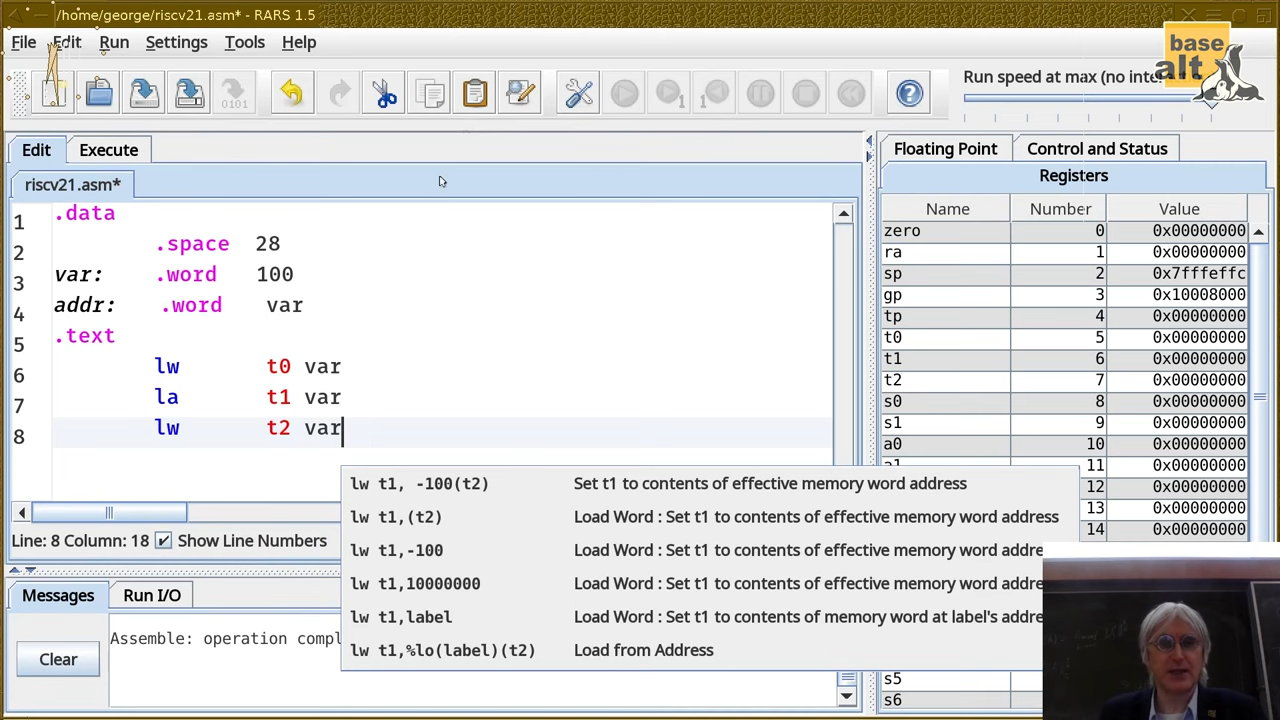 /home/george/riscv21.asm* - RARS 1.5
File Edit Run Settings Tools Help
Run speed at max (no inte
base
alt
Edit Execute
riscv21.asm*
1 .data
2 .space 28
3 var: .word 100
4 addr: .word var
5 .text
6 lw t0 var
7 la t1 var
8 lw t2 var
lw t1, -100(t2) Set t1 to contents of effective memory word address
lw t1,(t2) Load Word : Set t1 to contents of effective memory word address
lw t1,-100 Load Word : Set t1 to contents of effective memory word addre
lw t1,10000000 Load Word : Set t1 to contents of effective memory word addre
lw t1,label Load Word : Set t1 to contents of memory word at label's addre
lw t1,%lo(label)(t2) Load from Address
Line: 8 Column: 18 Show Line Numbers
Messages Run I/O
Assemble: operation compl
Clear
Floating Point Control and Status
Registers
Name Number Value
zero 0 0x00000000
ra 1 0x00000000
sp 2 0x7fffeffc
gp 3 0x10008000
tp 4 0x00000000
t0 5 0x00000000
t1 6 0x00000000
t2 7 0x00000000
s0 8 0x00000000
s1 9 0x00000000
a0 10 0x00000000
a1 11 0x00000000
12 0x00000000
13 0x00000000
14 0x00000000
s5
s6